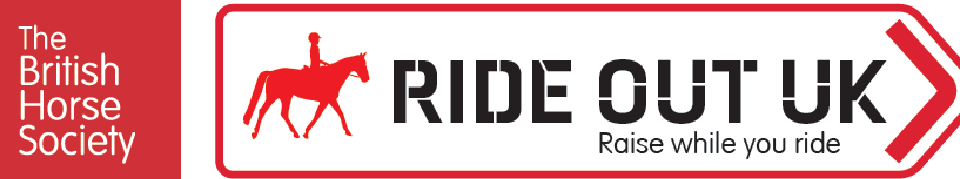 The
British
Horse
Society
RIDE OUT UK
Raise while you ride